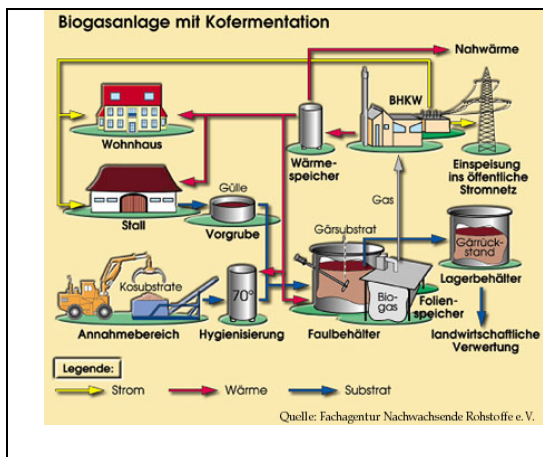 Biogasanlage mit Kofermentation
Nahwärme
BHKW
Wohnhaus
Wärme-
speicher
Einspeisung
ins öffentliche
Stromnetz
Gülle
Gas
Stall
Vorgrube
Gärsubstrat
Gärrück-
stand
Kosubstrate
70°
Bio-
gas
Folien-
speicher
Lagerbehälter
Annahmebereich
Hygienisierung
Faulbehälter
landwirtschaftliche
Verwertung
Legende:
Strom
Wärme
Substrat
Quelle: Fachagentur Nachwachsende Rohstoffe e. V.